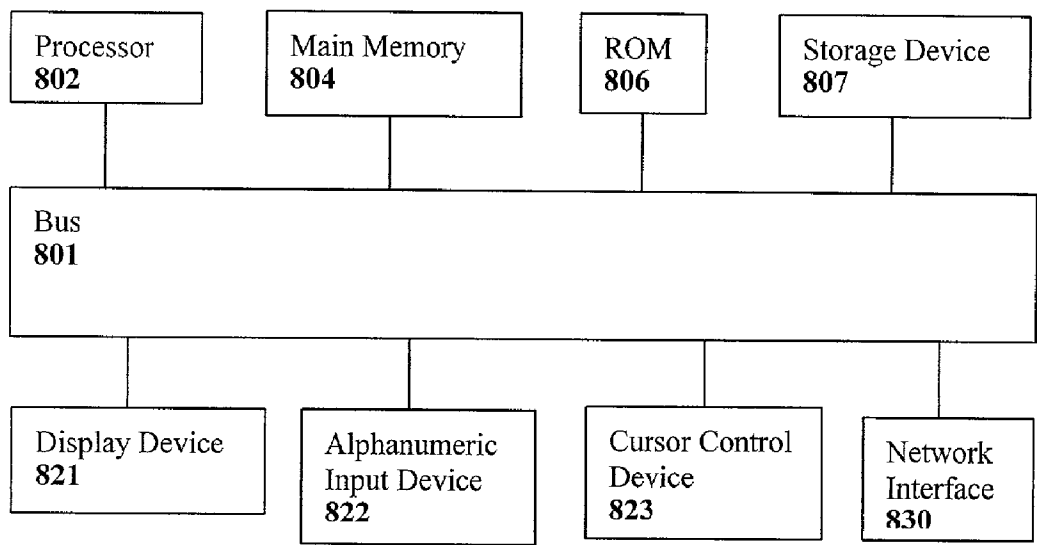 Processor
802
Main Memory
804
ROM
806
Storage Device
807
Bus
801
Display Device
821
Alphanumeric
Input Device
822
Cursor Control
Device
823
Network
Interface
830